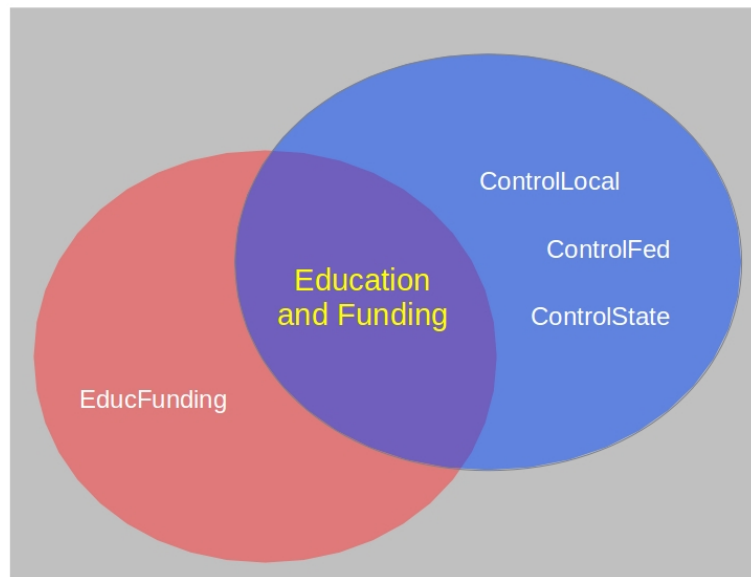 ControlLocal
ControlFed
Education
and Funding
ControlState
EducFunding